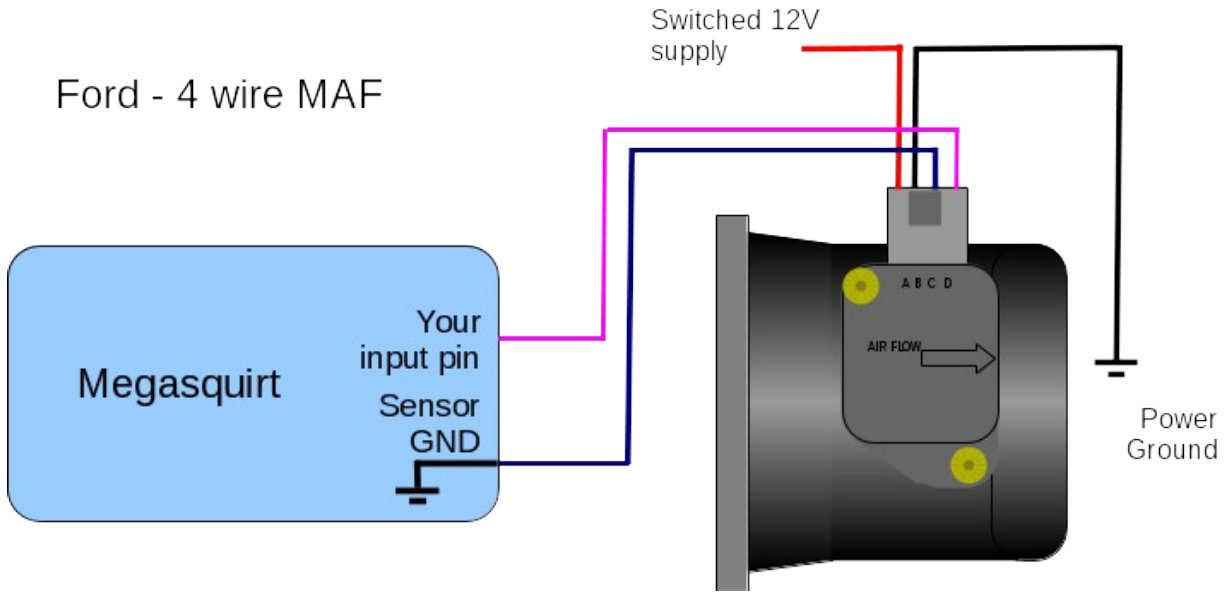 Switched 12V
supply
Ford - 4 wire MAF
A B C D
AIR FLOW
Your
input pin
Megasquirt
Sensor
GND
Power
Ground